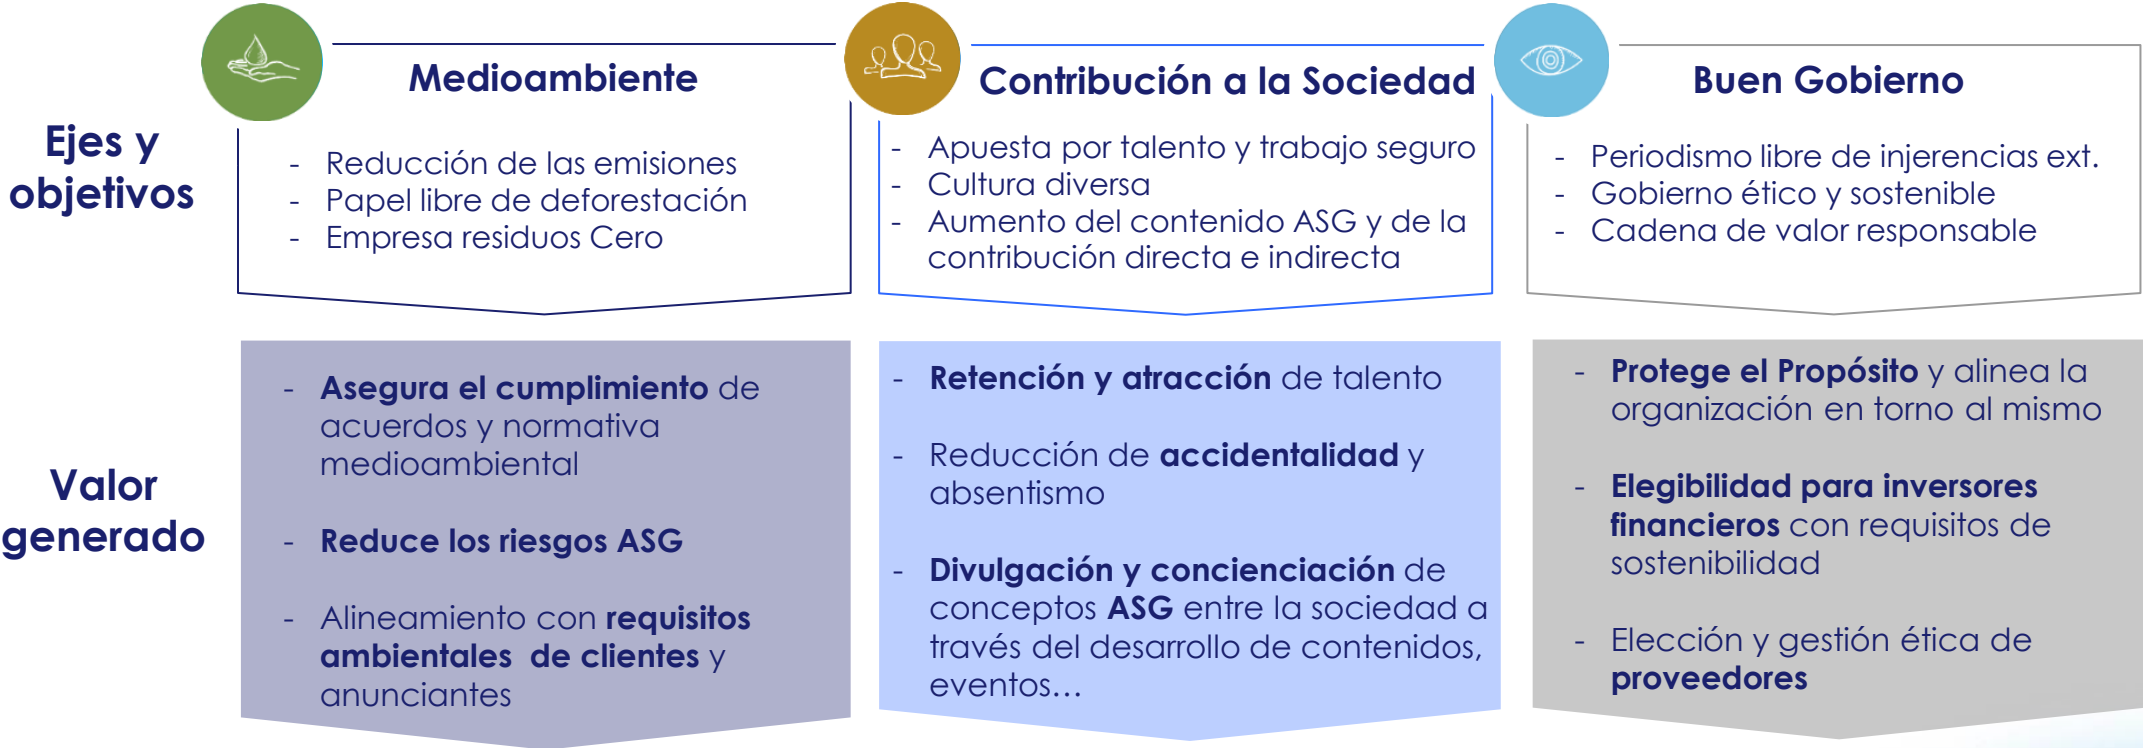 Ejes y
objetivos
Medioambiente
- Reducción de las emisiones
- Papel libre de deforestación
- Empresa residuos Cero
Contribución a la Sociedad
- Apuesta por talento y trabajo seguro
- Cultura diversa
- Aumento del contenido ASG y de la
contribución directa e indirecta
Buen Gobierno
- Periodismo libre de injerencias ext.
- Gobierno ético y sostenible
- Cadena de valor responsable
Valor
generado
- Asegura el cumplimiento de
acuerdos y normativa
medioambiental
- Reduce los riesgos ASG
- Alineamiento con requisitos
ambientales de clientes y
anunciantes
- Retención y atracción de talento
- Reducción de accidentalidad y
absentismo
- Divulgación y concienciación de
conceptos ASG entre la sociedad a
través del desarrollo de contenidos,
eventos…
- Protege el Propósito y alinea la
organización en torno al mismo
- Elegibilidad para inversores
financieros con requisitos de
sostenibilidad
- Elección y gestión ética de
proveedores